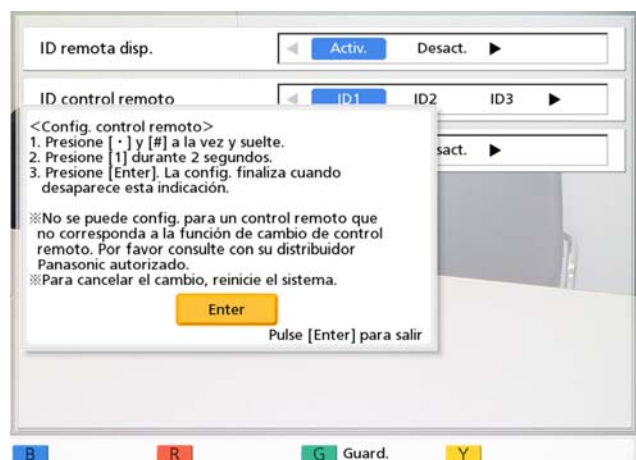 ID remota disp.
Activ. Desact.
ID control remoto
ID1 ID2 ID3
sact.
<Config. control remoto>
1. Presione [・] y [#] a la vez y suelte.
2. Presione [1] durante 2 segundos.
3. Presione [Enter]. La config. finaliza cuando
desaparece esta indicación.
※No se puede config. para un control remoto que
no corresponda a la función de cambio de control
remoto. Por favor consulte con su distribuidor
Panasonic autorizado.
※Para cancelar el cambio, reinicie el sistema.
Enter
Pulse [Enter] para salir
B R G Guard. Y